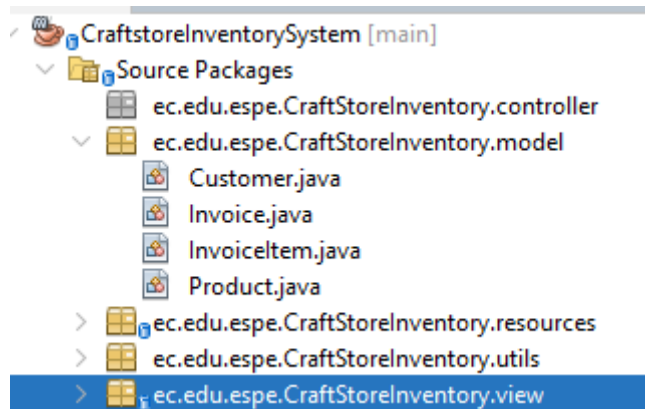 CraftstoreInventorySystem [main]
Source Packages
ec.edu.espe.CraftStoreInventory.controller
ec.edu.espe.CraftStoreInventory.model
Customer.java
Invoice.java
InvoiceItem.java
Product.java
ec.edu.espe.CraftStoreInventory.resources
ec.edu.espe.CraftStoreInventory.utils
ec.edu.espe.CraftStoreInventory.view